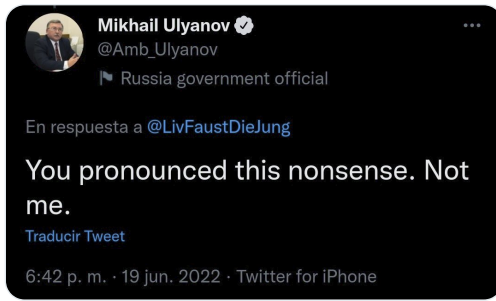 Mikhail Ulyanov
@Amb_Ulyanov
Russia government official
En respuesta a @LivFaustDieJung
You pronounced this nonsense. Not
me.
Traducir Tweet
6:42 p. m. · 19 jun. 2022 · Twitter for iPhone